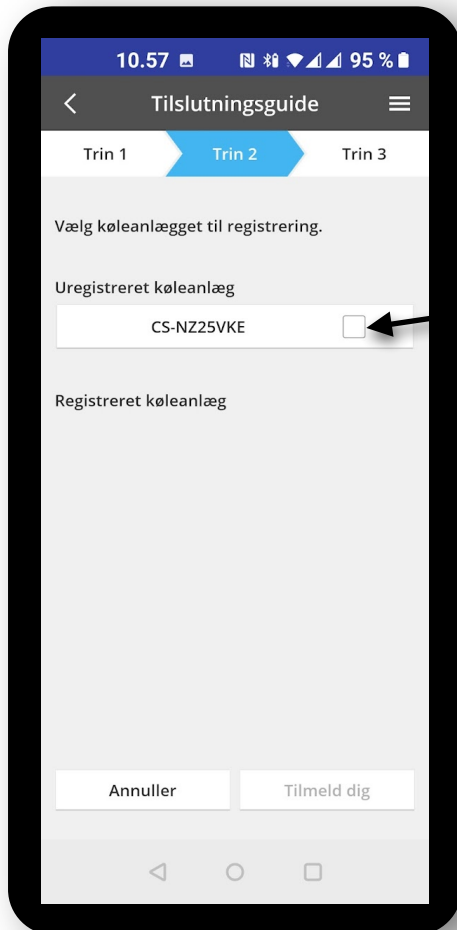 10.57 95 %
Tilslutningsguide
Trin 1 Trin 2 Trin 3
Vælg køleanlægget til registrering.
Uregistreret køleanlæg
CS-NZ25VKE
Registreret køleanlæg
Annuller Tilmeld dig